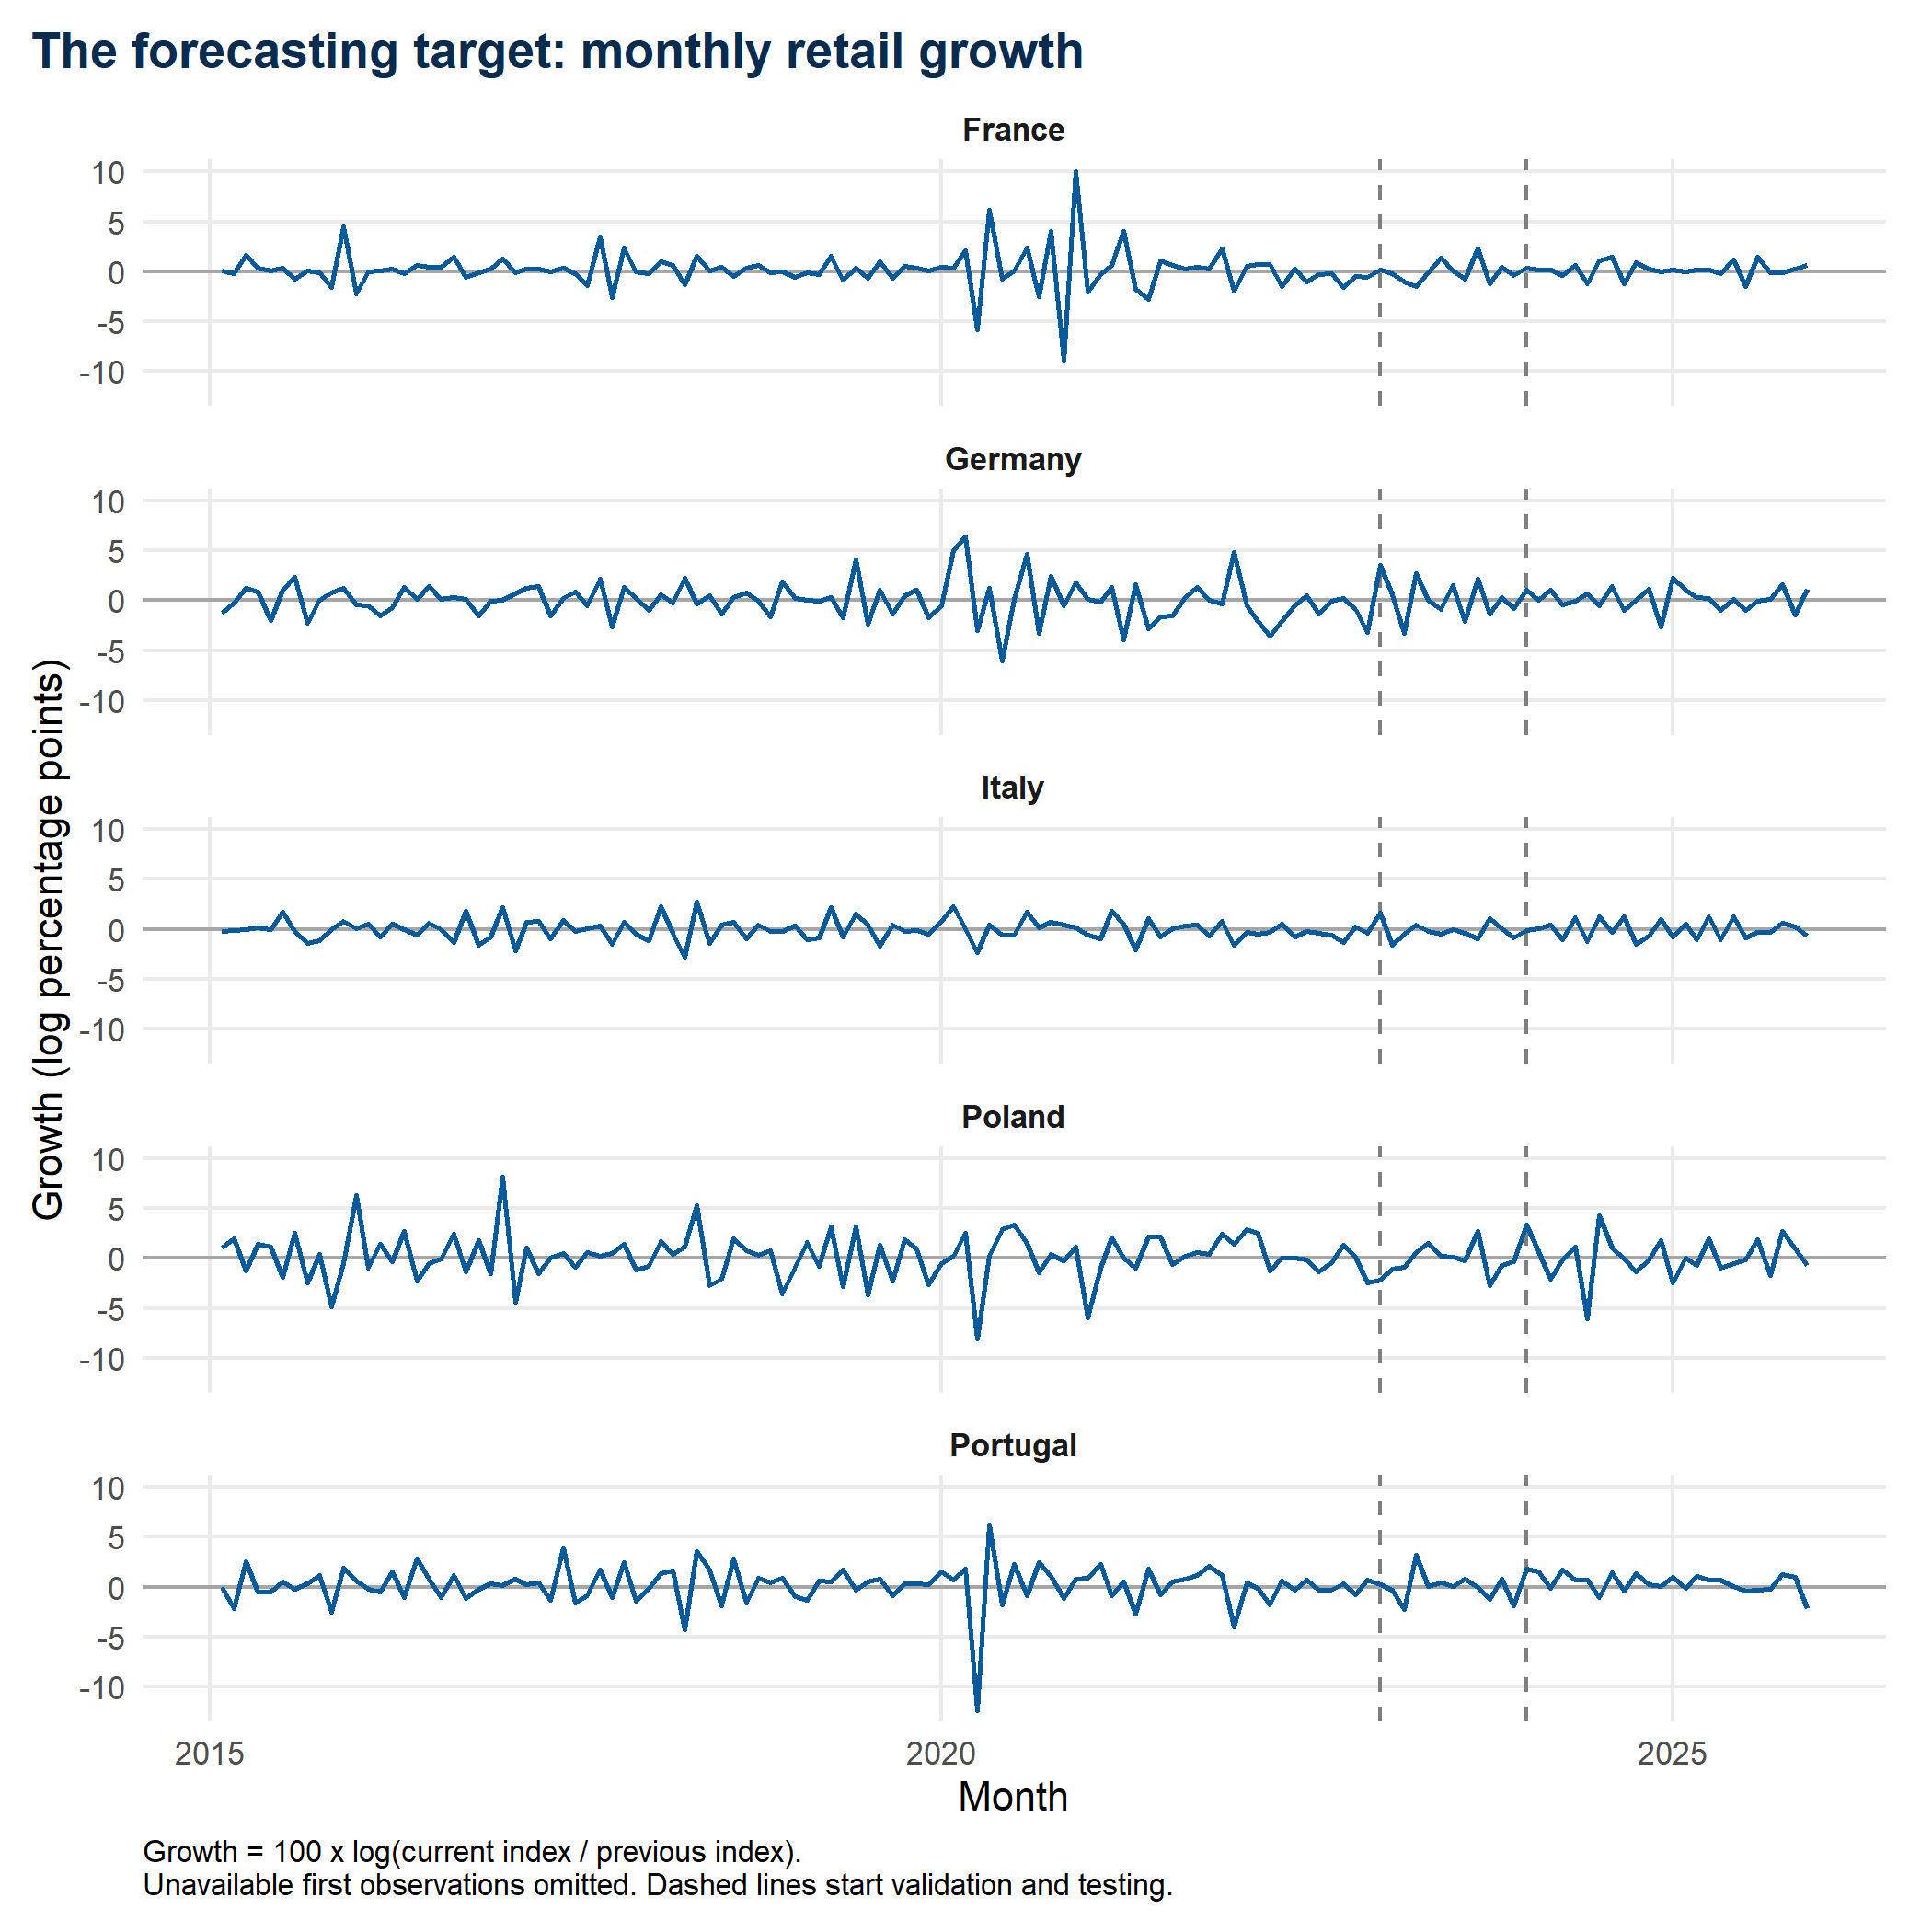 The forecasting target: monthly retail growth
France
10
5
0
-5
-10
Germany
10
5
0
-5
-10
Italy
10
5
0
-5
-10
Poland
10
5
0
-5
-10
Portugal
10
5
0
-5
-10
Growth (log percentage points)
2015 2020 2025
Month
Growth = 100 x log(current index / previous index).
Unavailable first observations omitted. Dashed lines start validation and testing.